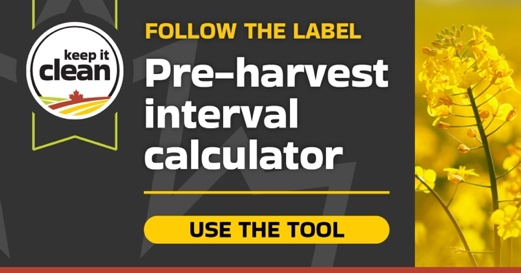 keep it
clean
FOLLOW THE LABEL
Pre-harvest
interval
calculator
USE THE TOOL